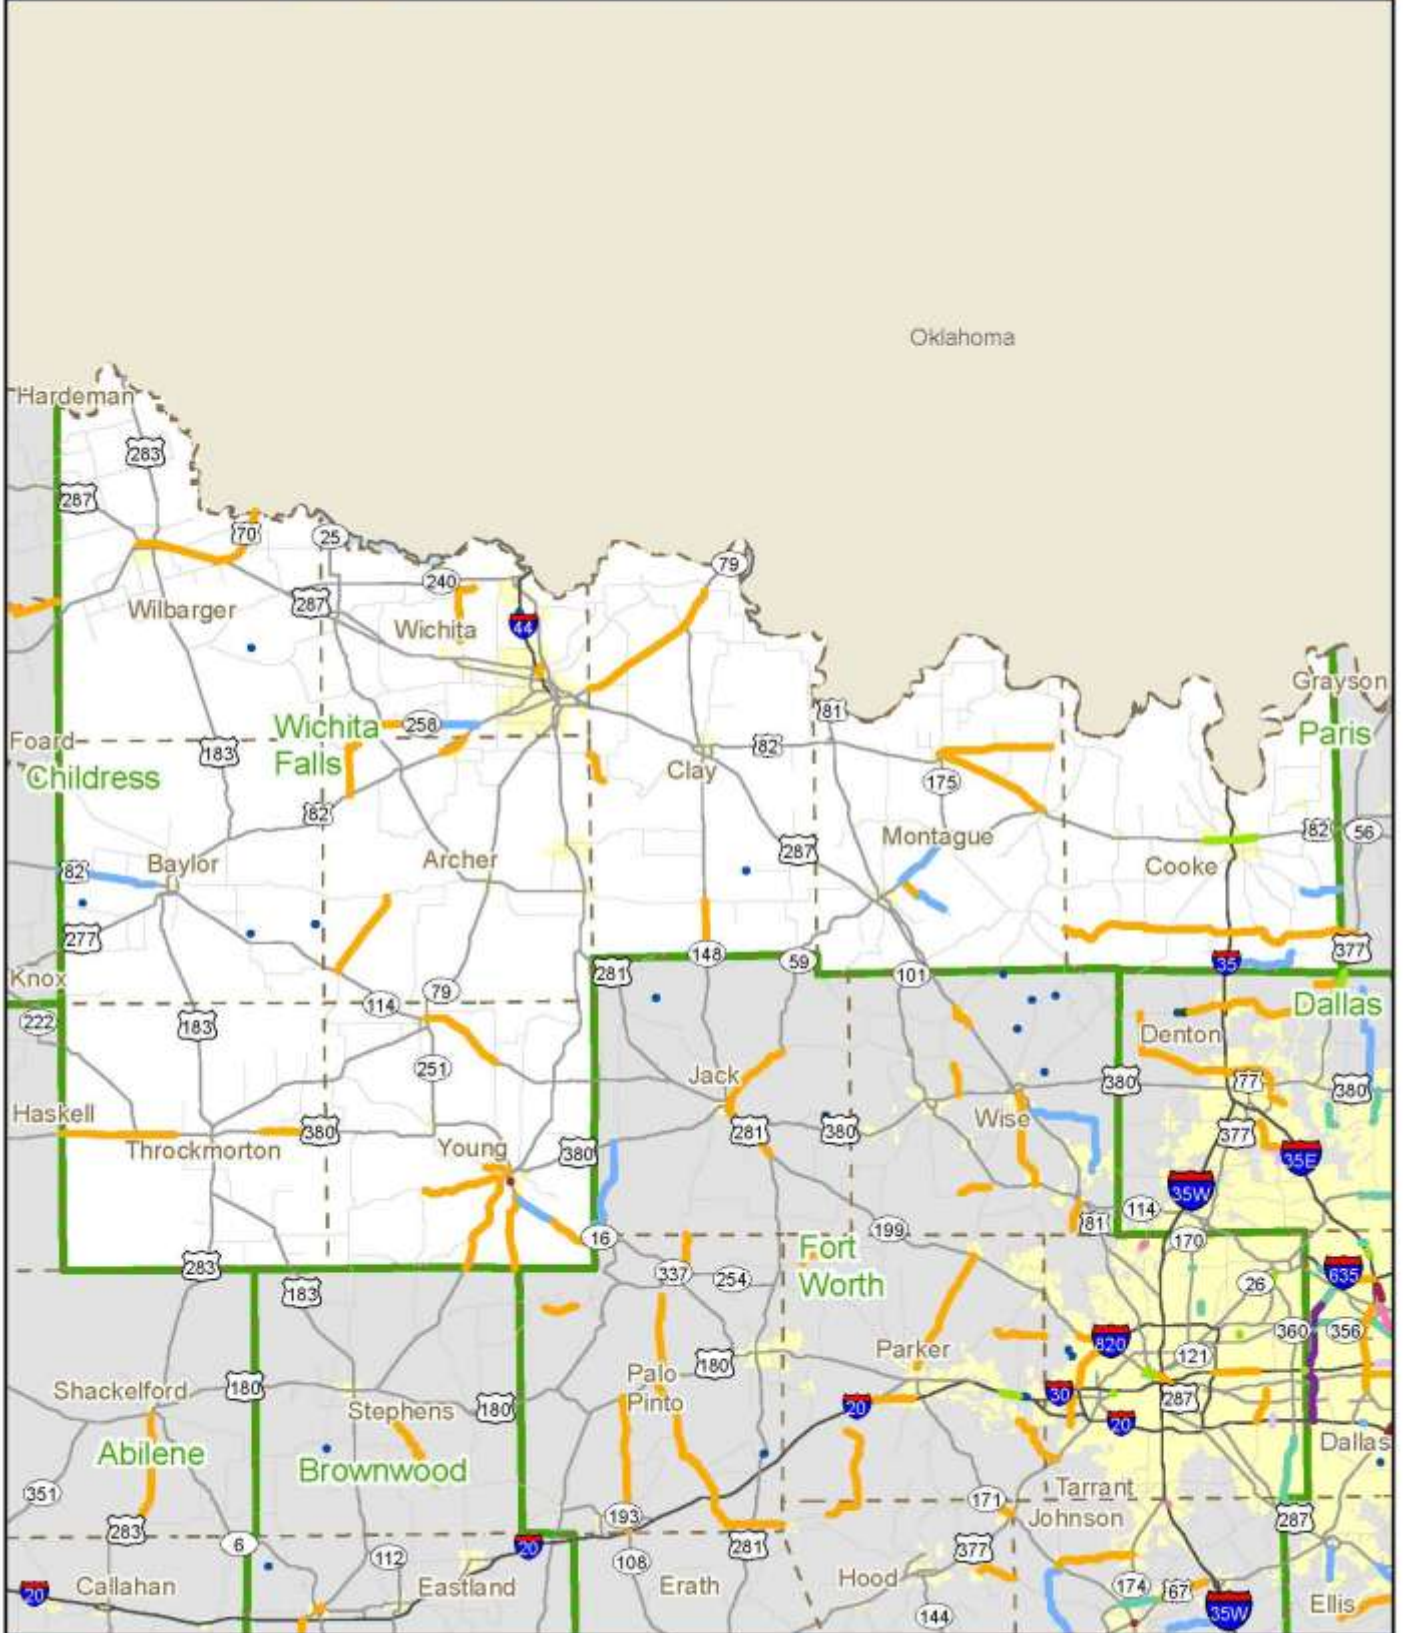 Oklahoma
Hardeman
283
287
70
25
79
240
Wilbarger
287
Wichita
44
Grayson
81
258
Wichita
Falls
Paris
Foard
183
82
Clay
Childress
175
82
82
56
287
Montague
Baylor
Archer
Cooke
82
277
377
148
59
35
281
101
Knox
79
114
Dallas
222
183
Denton
251
Jack
380
77
380
Haskell
Wise
380
281
380
377
Throckmorton
Young
380
35E
35W
114
81
199
16
170
Fort
Worth
283
337
254
26
635
183
820
360
356
Parker
121
180
Palo
Pinto
Shackelford
180
30
287
20
Stephens
180
20
Dallas
Abilene
Brownwood
351
Tarrant
171
193
Johnson
287
283
6
20
281
377
112
108
Callahan
Eastland
Erath
Hood
174
67
20
35W
Ellis
144